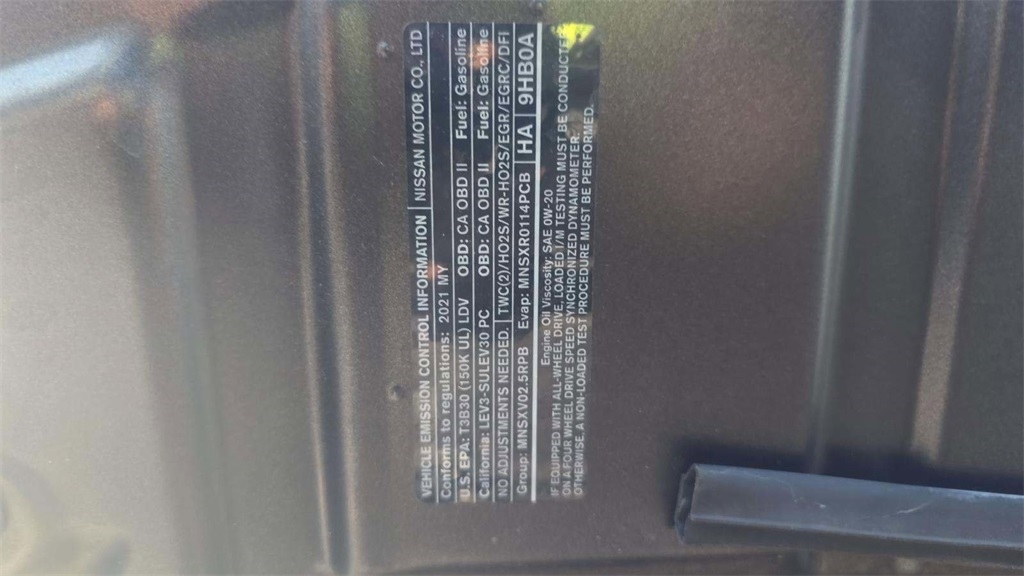 VEHICLE EMISSION CONTROL INFORMATION | NISSAN MOTOR CO., LTD
Conforms to regulations: 2021 MY
U.S. EPA: T3B30 (150K UL) LDV OBD: CA OBD II Fuel: Gasoline
California: LEV3-SULEV30 PC OBD: CA OBD II Fuel: Gasoline
NO ADJUSTMENTS NEEDED. TWC(2)/HO2S/WR-HO2S/EGR/EGRC/DFI
Group: MNSXV02.5RPB Evap: MNSXR0114PCB HA 9HB0A
Engine Oil Viscosity: SAE 0W-20
IF EQUIPPED WITH ALL-WHEEL DRIVE, LOADED I/M TESTING MUST BE CONDUCTED
ON A FOUR WHEEL DRIVE SPEED SYNCHRONIZED DYNAMOMETER.
OTHERWISE, A NON-LOADED TEST PROCEDURE MUST BE PERFORMED.